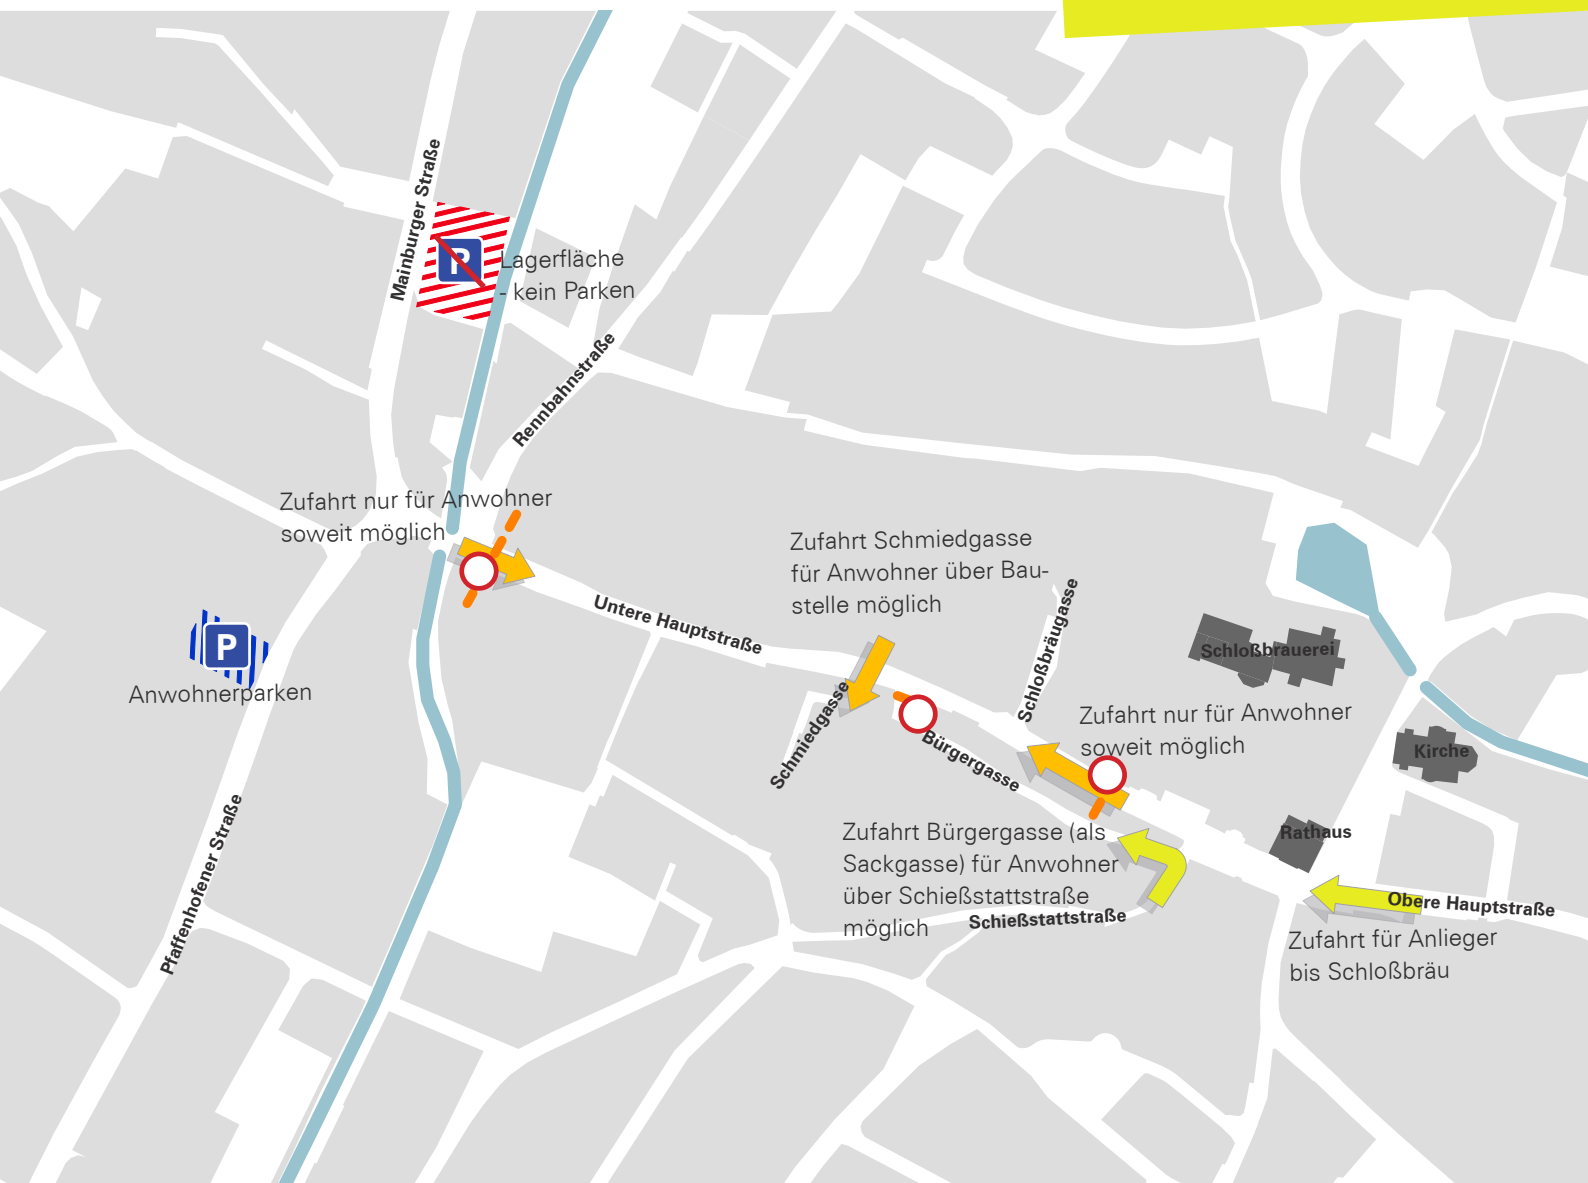 Mainburger Straße
P
Lagerfläche
- kein Parken
Rennbahnstraße
Zufahrt nur für Anwohner
soweit möglich
Zufahrt Schmiedgasse
für Anwohner über Bau-
stelle möglich
Untere Hauptstraße
Schloßbräugasse
P
Anwohnerparken
Schloßbrauerei
Schmiedgasse
Bürgergasse
Zufahrt nur für Anwohner
soweit möglich
Kirche
Pfaffenhofener Straße
Zufahrt Bürgergasse (als
Sackgasse) für Anwohner
über Schießstattstraße
möglich
Schießstattstraße
Rathaus
Obere Hauptstraße
Zufahrt für Anlieger
bis Schloßbräu